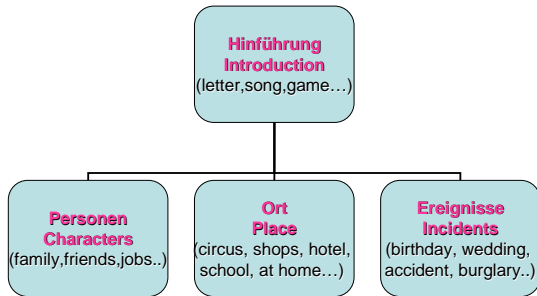 Hinführung
Introduction
(letter,song,game…)
Personen
Characters
(family,friends,jobs..)
Ort
Place
(circus, shops, hotel,
school, at home…)
Ereignisse
Incidents
(birthday, wedding,
accident, burglary..)